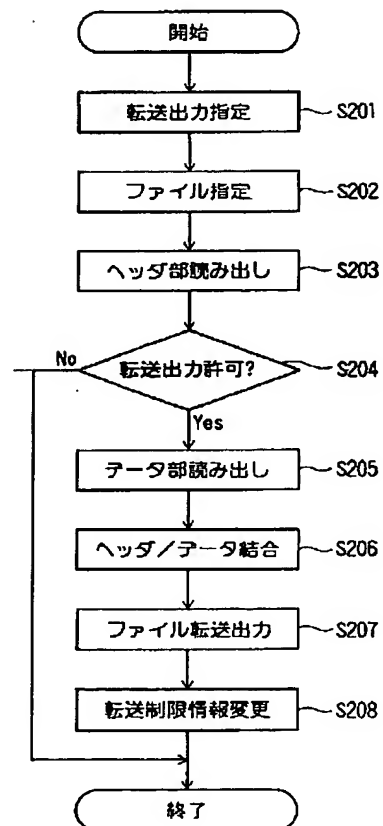 開始
転送出力指定 S201
ファイル指定 S202
ヘッダ部読み出し S203
No 転送出力許可? S204
Yes
データ部読み出し S205
ヘッダ/データ結合 S206
ファイル転送出力 S207
転送制限情報変更 S208
終了